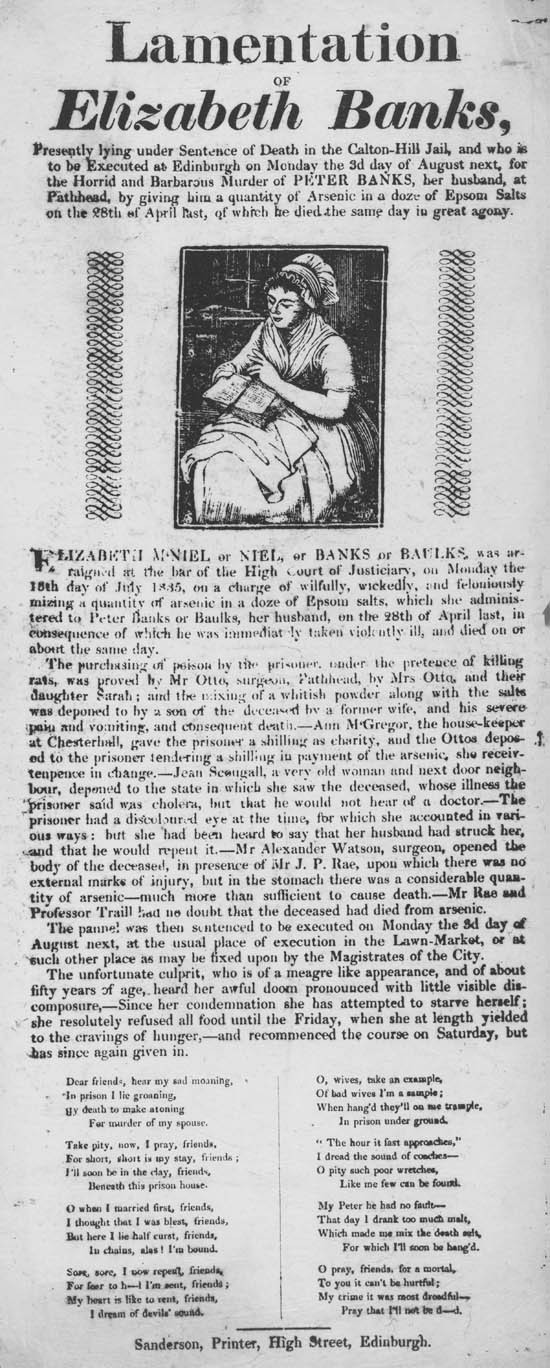 Lamentation
OF
Elizabeth Banks,
Presently lying under Sentence of Death in the Calton-Hill Jail, and who is
to be Executed at Edinburgh on Monday the 3d day of August next, for
the Horrid and Barbarous Murder of PETER BANKS, her husband, at
Pathhead, by giving him a quantity of Arsenic in a doze of Epsom Salts
on the 28th of April last, of which he died the same day in great agony.
ELIZABETH M'NIEL or NIEL, or BANKS or BAULKS, was ar-
raigned at the bar of the High Court of Justiciary, on Monday the
13th day of July 1835, on a charge of wilfully, wickedly, and feloniously
mixing a quantity of arsenic in a doze of Epsom salts, which she adminis-
tered to Peter Banks or Baulks, her husband, on the 28th of April last, in
consequence of which he was immediately taken violently ill, and died on or
about the same day.
The purchasing of poison by the prisoner, under the pretence of killing
rats, was proved by Mr Otto, surgeon, Pathhead, by Mrs Otto, and their
daughter Sarah; and the mixing of a whitish powder along with the salts
was deponed to by a son of the deceased by a former wife, and his severe
pain and vomiting, and consequent death.—Ann M'Gregor, the house-keeper
at Chesterhall, gave the prisoner a shilling as charity, and the Ottos depos-
ed to the prisoner tendering a shilling in payment of the arsenic, she receiv-
tenpence in change.—Jean Scougall, a very old woman and next door neigh-
bour, deponed to the state in which she saw the deceased, whose illness the
prisoner said was cholera, but that he would not hear of a doctor.—The
prisoner had a discoloured eye at the time, for which she accounted in vari-
ous ways: but she had been heard to say that her husband had struck her,
and that he would repent it.—Mr Alexander Watson, surgeon, opened the
body of the deceased, in presence of Mr J. P. Rae, upon which there was no
external marks of injury, but in the stomach there was a considerable quan-
tity of arsenic—much more than sufficient to cause death.—Mr Rae and
Professor Traill had no doubt that the deceased had died from arsenic.
The pannel was then sentenced to be executed on Monday the 3d day of
August next, at the usual place of execution in the Lawn-Market, or at
such other place as may be fixed upon by the Magistrates of the City.
The unfortunate culprit, who is of a meagre like appearance, and of about
fifty years of age, heard her awful doom pronounced with little visible dis-
composure,—Since her condemnation she has attempted to starve herself;
she resolutely refused all food until the Friday, when she at length yielded
to the cravings of hunger,—and recommenced the course on Saturday, but
has since again given in.
Dear friends, hear my sad moaning,
In prison I lie groaning,
By death to make atoning
For murder of my spouse.
Take pity, now, I pray, friends,
For short, short is my stay, friends;
I'll soon be in the clay, friends,
Beneath this prison house.
O when I married first, friends,
I thought that I was blest, friends,
But here I lie half curst, friends,
In chains, alas! I'm bound.
Sore, sore, I now repent, friends,
For fear to h—l I'm sent, friends;
My heart is like to rent, friends,
I dream of devils' sound.
O, wives, take an example,
Of bad wives I'm a sample;
When hang'd they'll on me trample,
In prison under ground.
" The hour it fast approaches,"
I dread the sound of coaches—
O pity such poor wretches,
Like me few can be found.
My Peter he had no fault—
That day I drank too much malt,
Which made me mix the death salt,
For which I'll soon be hang'd.
O pray, friends, for a mortal,
To you it can't be hurtful;
My crime it was most dreadful—
Pray that I'll not be d—d.
Sanderson, Printer, High Street, Edinburgh.